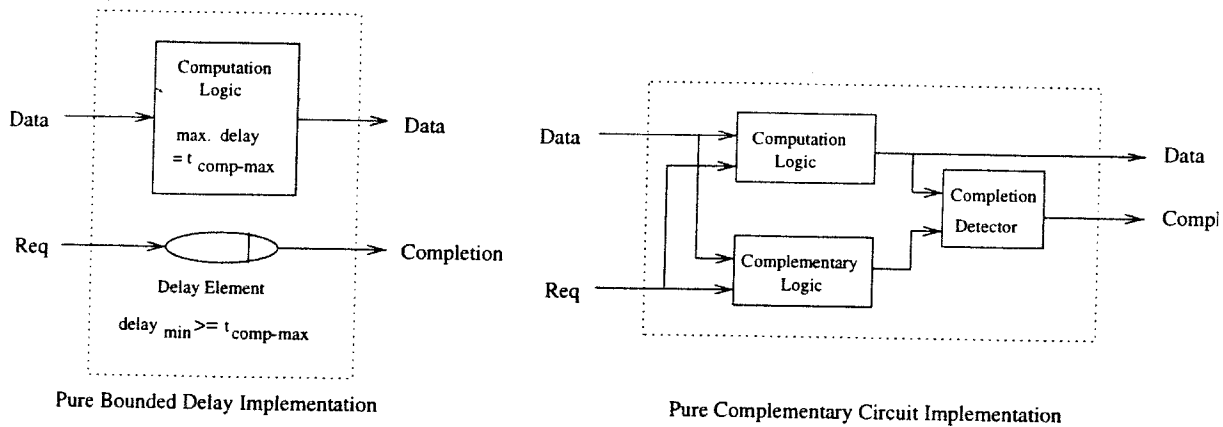 Computation
Logic
Data
max. delay
= t comp-max
Data
Req
Completion
Delay Element
delay min >= t comp-max
Pure Bounded Delay Implementation
Data
Computation
Logic
Data
Completion
Detector
Compl
Complementary
Logic
Req
Pure Complementary Circuit Implementation